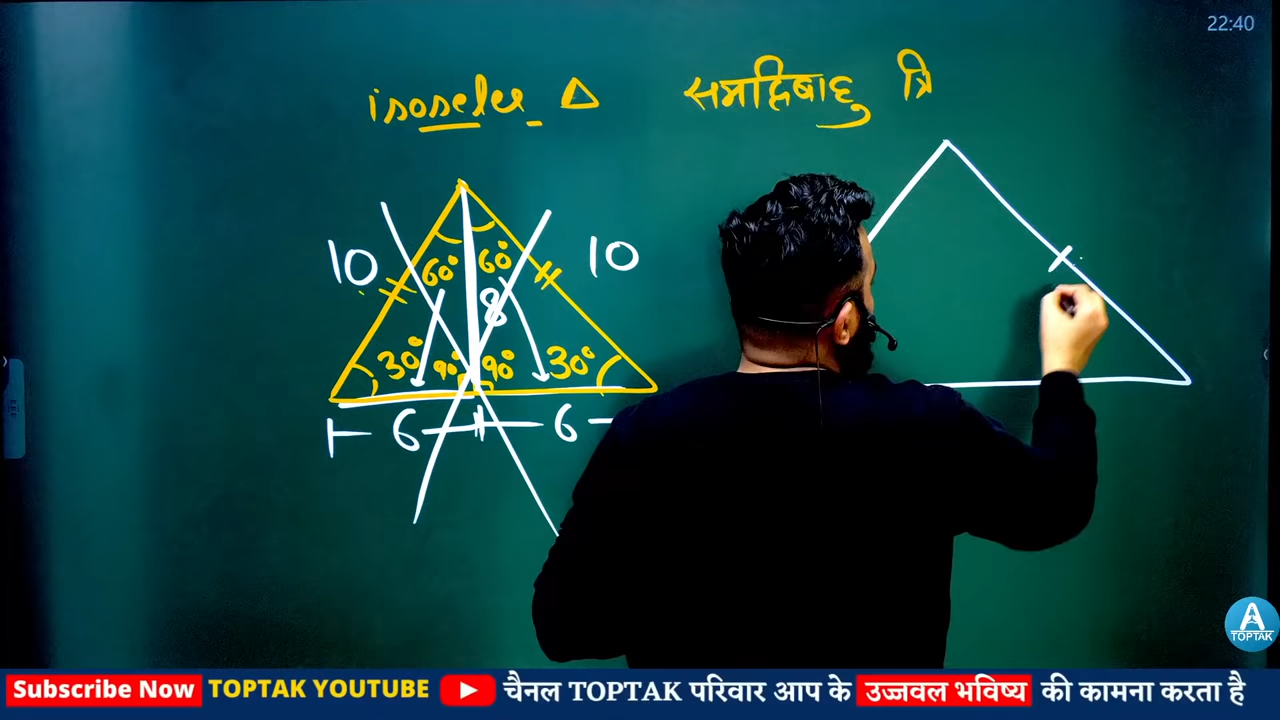 22:40
isoseles Δ समद्विबाहु त्रि
10 60° 60° 10
8
30° 90° 90° 30°
6 6
A
TOPTAK
Subscribe Now TOPTAK YOUTUBE चैनल TOPTAK परिवार आप के उज्जवल भविष्य की कामना करता है